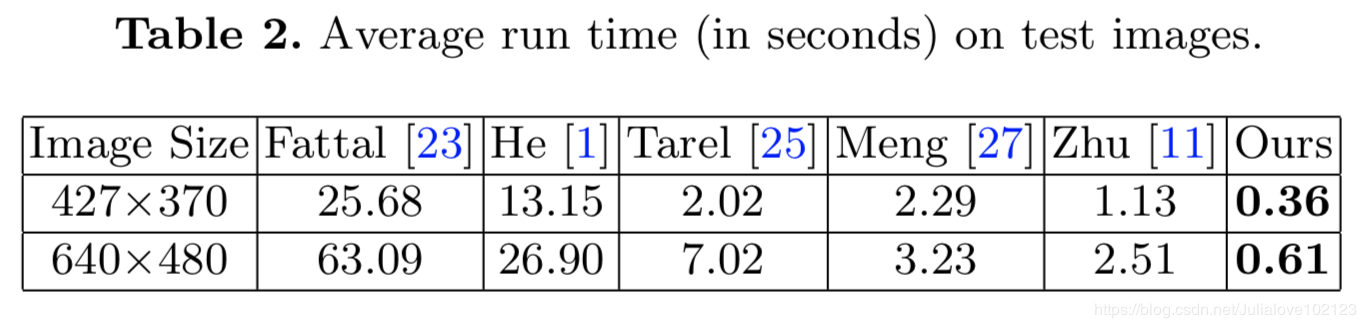 Table 2. Average run time (in seconds) on test images.
Image Size Fattal [23] He [1] Tarel [25] Meng [27] Zhu [11] Ours
427×370 25.68 13.15 2.02 2.29 1.13 0.36
640×480 63.09 26.90 7.02 3.23 2.51 0.61
https://blog.csdn.net/Julialove102123